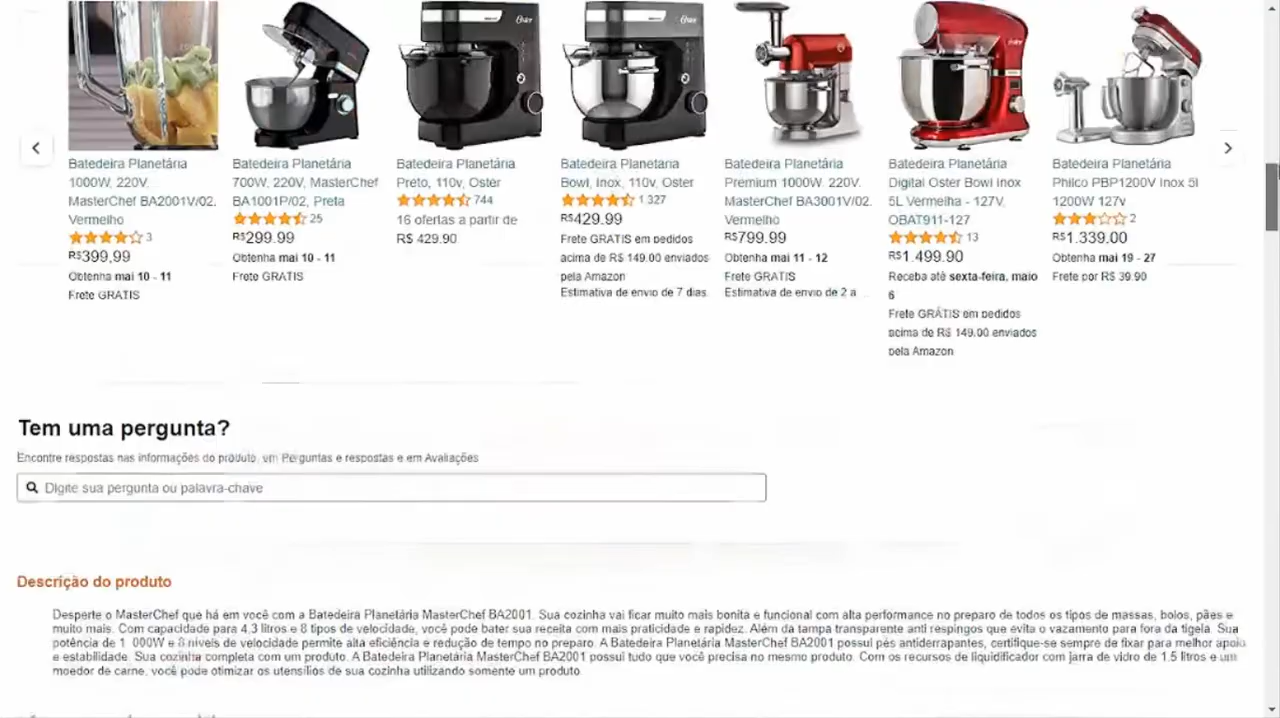 Batedeira Planetária
1000W, 220V,
MasterChef BA2001V/02,
Vermelho
3
R$399,99
Obtenha mai 10 - 11
Frete GRÁTIS
Batedeira Planetária
700W, 220V, MasterChef
BA1001P/02, Preta
25
R$299,99
Obtenha mai 10 - 11
Frete GRÁTIS
Oster
Batedeira Planetária
Preto, 110v, Oster
744
16 ofertas a partir de
R$ 429,90
Oster
Batedeira Planetária
Bowl, Inox, 110v, Oster
1.327
R$429,99
Frete GRÁTIS em pedidos
acima de R$ 149,00 enviados
pela Amazon
Estimativa de envio de 7 dias.
Batedeira Planetária
Premium 1000W, 220V,
MasterChef BA3001V/02,
Vermelho
R$799,99
Obtenha mai 11 - 12
Frete GRÁTIS
Estimativa de envio de 2 a
Batedeira Planetária
Digital Oster Bowl inox
5L Vermelha - 127V,
OBAT911-127
13
R$1.499,90
Receba até sexta-feira, maio
6
Frete GRÁTIS em pedidos
acima de R$ 149,00 enviados
pela Amazon
Batedeira Planetária
Philco PBP1200V Inox 5l
1200W 127v
2
R$1.339,00
Obtenha mai 19 - 27
Frete por R$ 39,90
Tem uma pergunta?
Encontre respostas nas informações do produto, em Perguntas e respostas e em Avaliações
Digite sua pergunta ou palavra-chave
Descrição do produto
Desperte o MasterChef que há em você com a Batedeira Planetária MasterChef BA2001. Sua cozinha vai ficar muito mais bonita e funcional com alta performance no preparo de todos os tipos de massas, bolos, pães e
muito mais. Com capacidade para 4,3 litros e 8 tipos de velocidade, você pode bater sua receita com mais praticidade e rapidez. Além da tampa transparente anti respingos que evita o vazamento para fora da tigela. Sua
potência de 1.000W e 8 níveis de velocidade permite alta eficiência e redução de tempo no preparo. A Batedeira Planetária MasterChef BA2001 possui pés antiderrapantes, certifique-se sempre de fixar para melhor apoio
e estabilidade. Sua cozinha completa com um produto. A Batedeira Planetária MasterChef BA2001 possui tudo que você precisa no mesmo produto. Com os recursos de liquidificador com jarra de vidro de 1,5 litros e um
moedor de carne, você pode otimizar os utensílios de sua cozinha utilizando somente um produto.